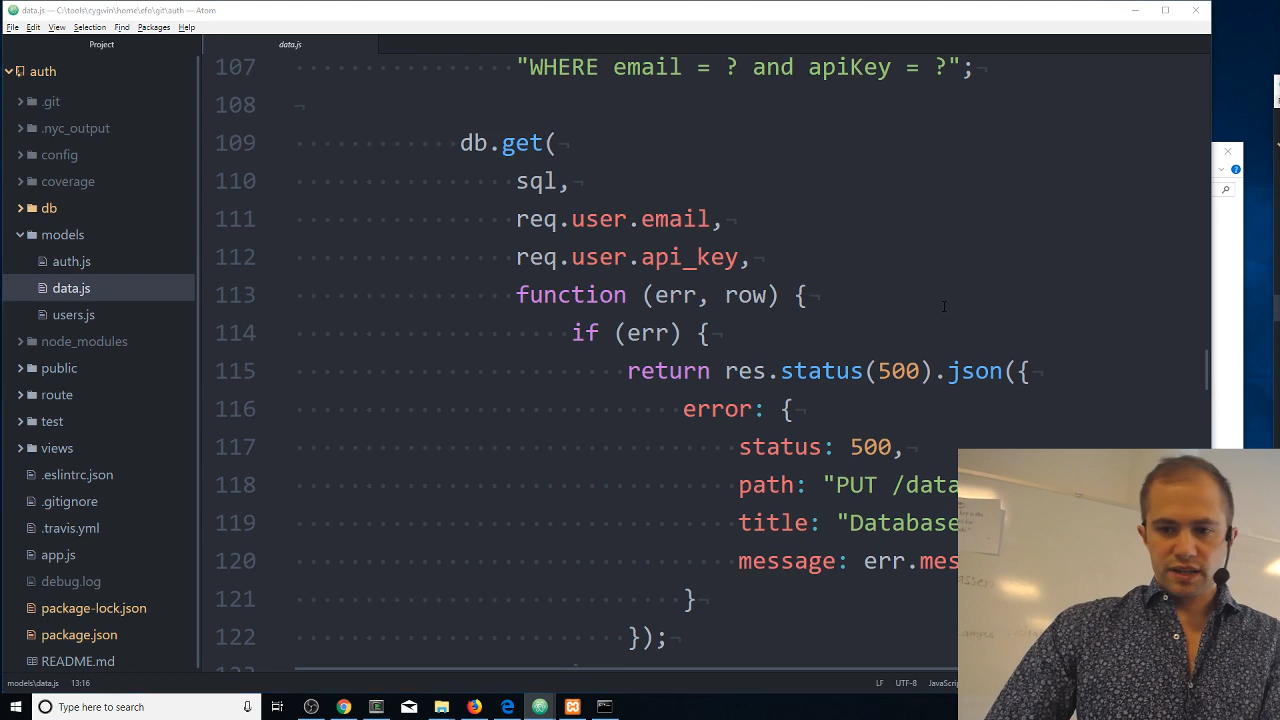 data.js — C:\tools\cygwin\home\efo\git\auth — Atom
File Edit View Selection Find Packages Help
Project
data.js
auth
.git
.nyc_output
config
coverage
db
models
auth.js
data.js
users.js
node_modules
public
route
test
views
.eslintrc.json
.gitignore
.travis.yml
app.js
debug.log
package-lock.json
package.json
README.md
107 "WHERE email = ? and apiKey = ?";
108
109 db.get(
110 sql,
111 req.user.email,
112 req.user.api_key,
113 function (err, row) {
114 if (err) {
115 return res.status(500).json({
116 error: {
117 status: 500,
118 path: "PUT /data
119 title: "Database
120 message: err.mes
121 }
122 });
models\data.js 13:16
LF UTF-8 JavaScri
Type here to search